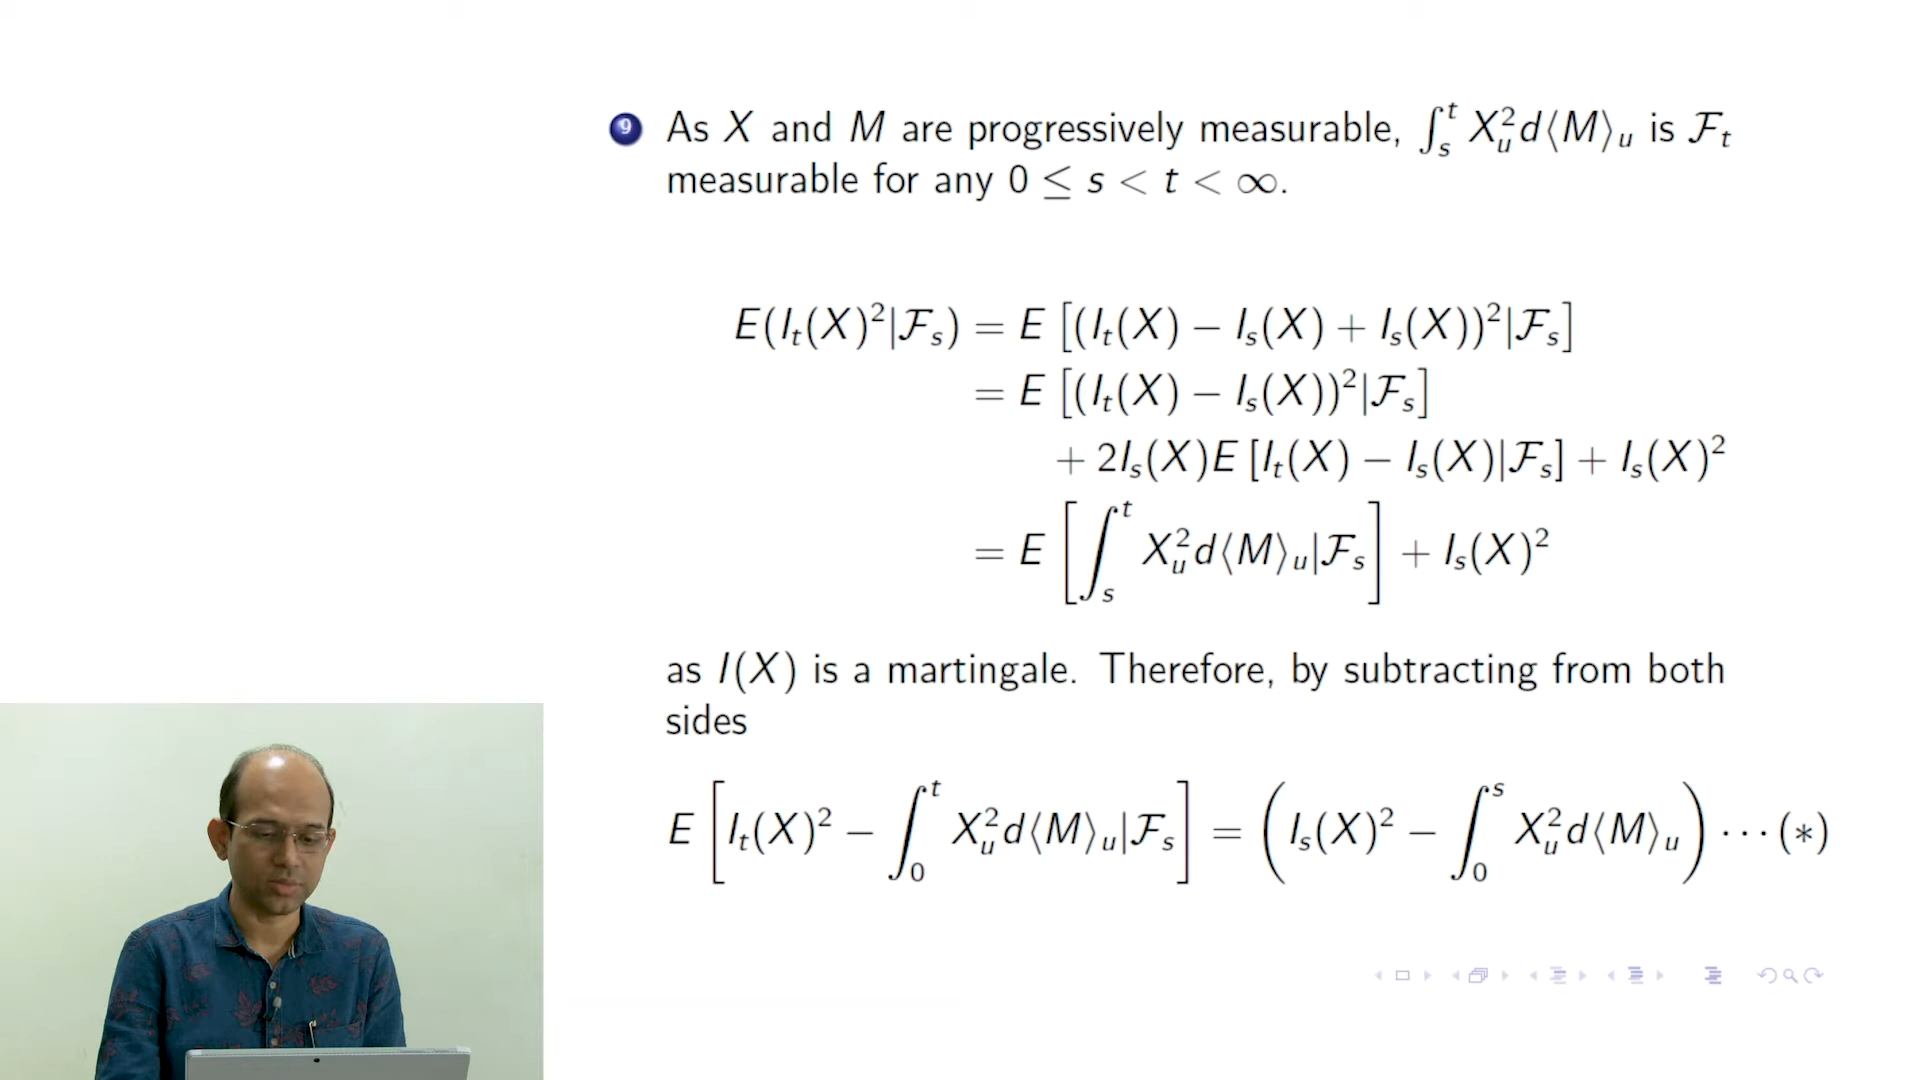 9 As X and M are progressively measurable, ∫_s^t X_u^2 d⟨M⟩_u is ℱ_t
measurable for any 0 ≤ s < t < ∞.
E(I_t(X)^2|ℱ_s) = E [(I_t(X) − I_s(X) + I_s(X))^2|ℱ_s]
= E [(I_t(X) − I_s(X))^2|ℱ_s]
+ 2I_s(X)E [I_t(X) − I_s(X)|ℱ_s] + I_s(X)^2
= E [∫_s^t X_u^2 d⟨M⟩_u|ℱ_s] + I_s(X)^2
as I(X) is a martingale. Therefore, by subtracting from both
sides
E [I_t(X)^2 − ∫_0^t X_u^2 d⟨M⟩_u|ℱ_s] = (I_s(X)^2 − ∫_0^s X_u^2 d⟨M⟩_u) ⋯ (∗)